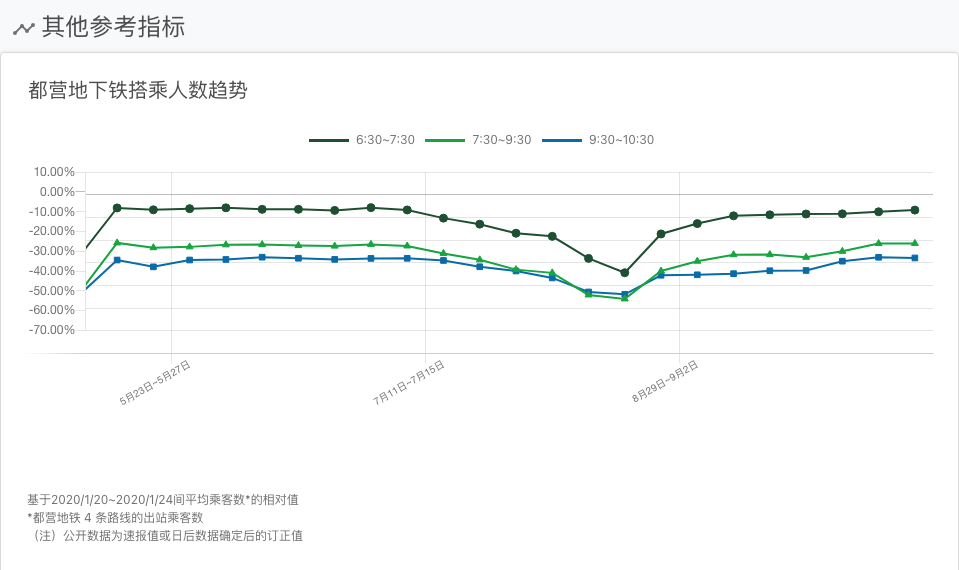 其他参考指标
都营地下铁搭乘人数趋势
6:30~7:30 7:30~9:30 9:30~10:30
10.00%
0.00%
-10.00%
-20.00%
-30.00%
-40.00%
-50.00%
-60.00%
-70.00%
5月23日~5月27日
7月11日~7月15日
8月29日~9月2日
基于2020/1/20~2020/1/24间平均乘客数*的相对值
*都营地铁 4 条路线的出站乘客数
（注）公开数据为速报值或日后数据确定后的订正值